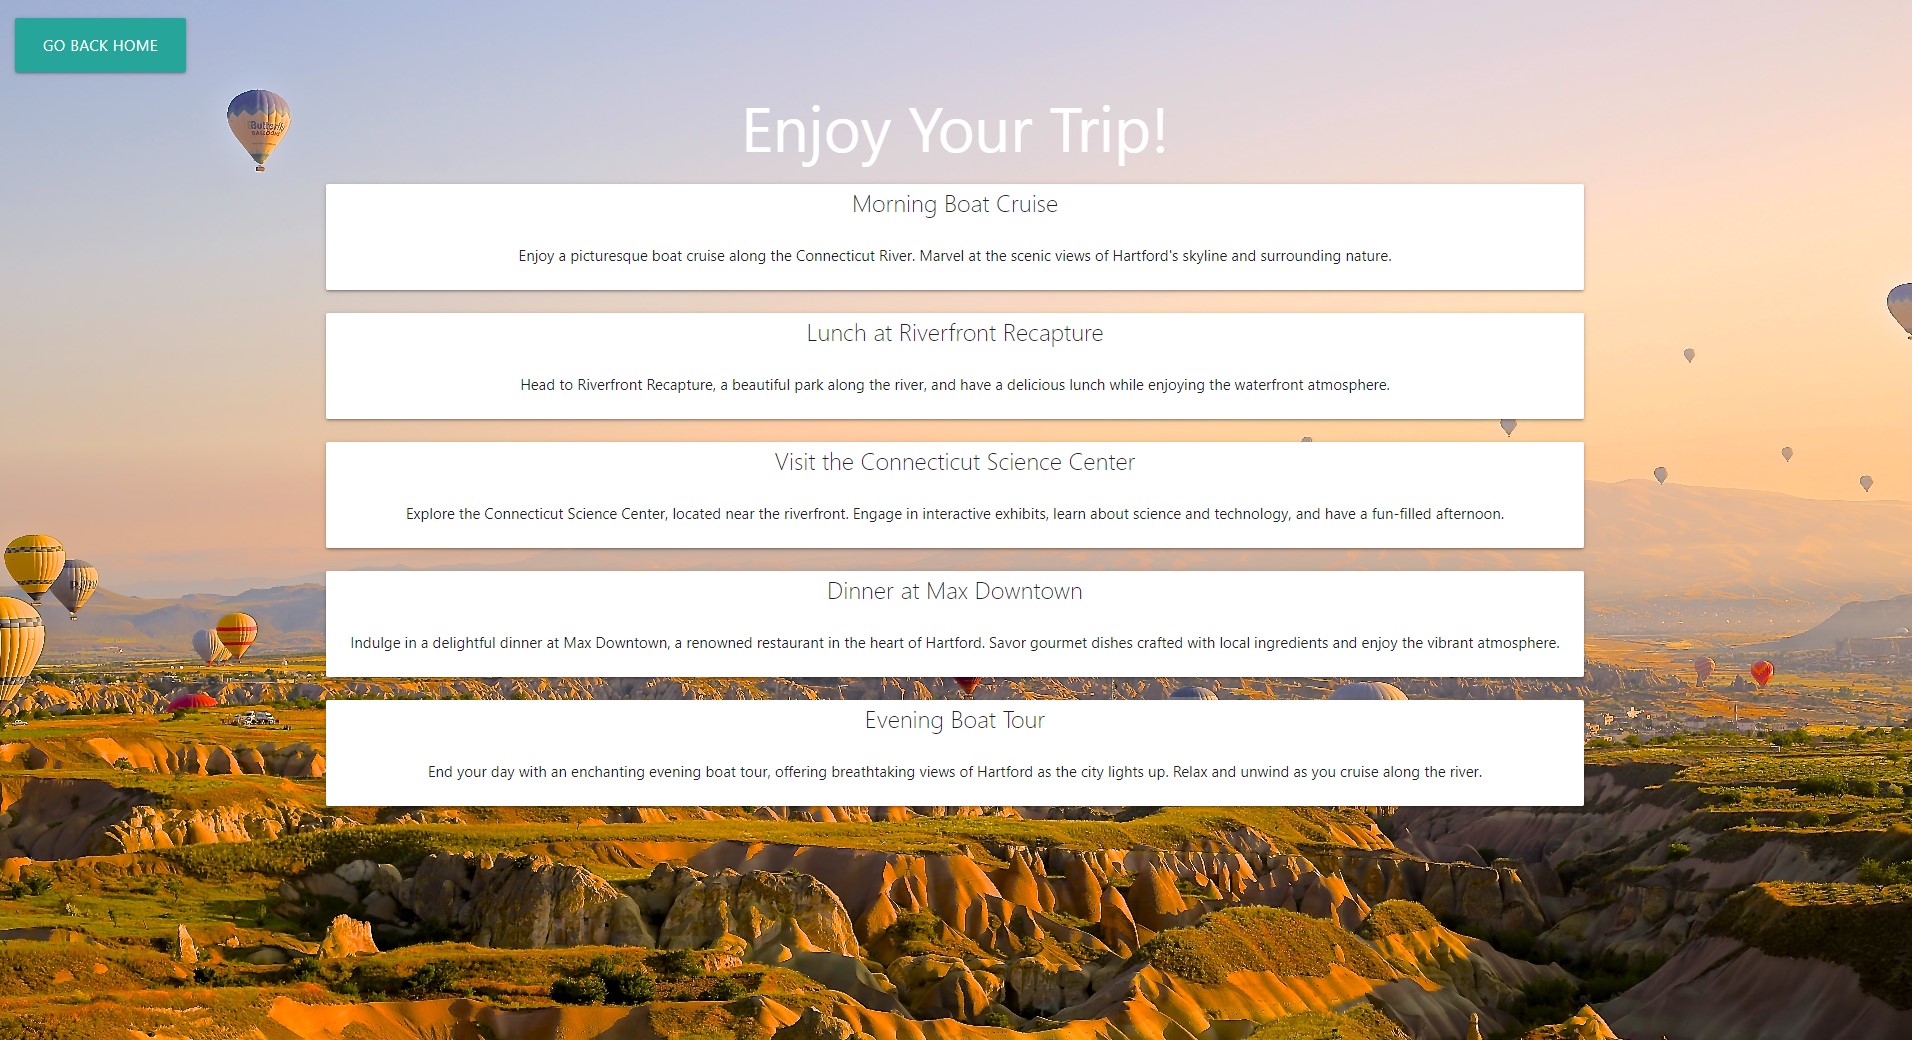 GO BACK HOME
Butterfly
BALLOONS
Enjoy Your Trip!
Morning Boat Cruise
Enjoy a picturesque boat cruise along the Connecticut River. Marvel at the scenic views of Hartford's skyline and surrounding nature.
Lunch at Riverfront Recapture
Head to Riverfront Recapture, a beautiful park along the river, and have a delicious lunch while enjoying the waterfront atmosphere.
Visit the Connecticut Science Center
Explore the Connecticut Science Center, located near the riverfront. Engage in interactive exhibits, learn about science and technology, and have a fun-filled afternoon.
Dinner at Max Downtown
Indulge in a delightful dinner at Max Downtown, a renowned restaurant in the heart of Hartford. Savor gourmet dishes crafted with local ingredients and enjoy the vibrant atmosphere.
Evening Boat Tour
End your day with an enchanting evening boat tour, offering breathtaking views of Hartford as the city lights up. Relax and unwind as you cruise along the river.